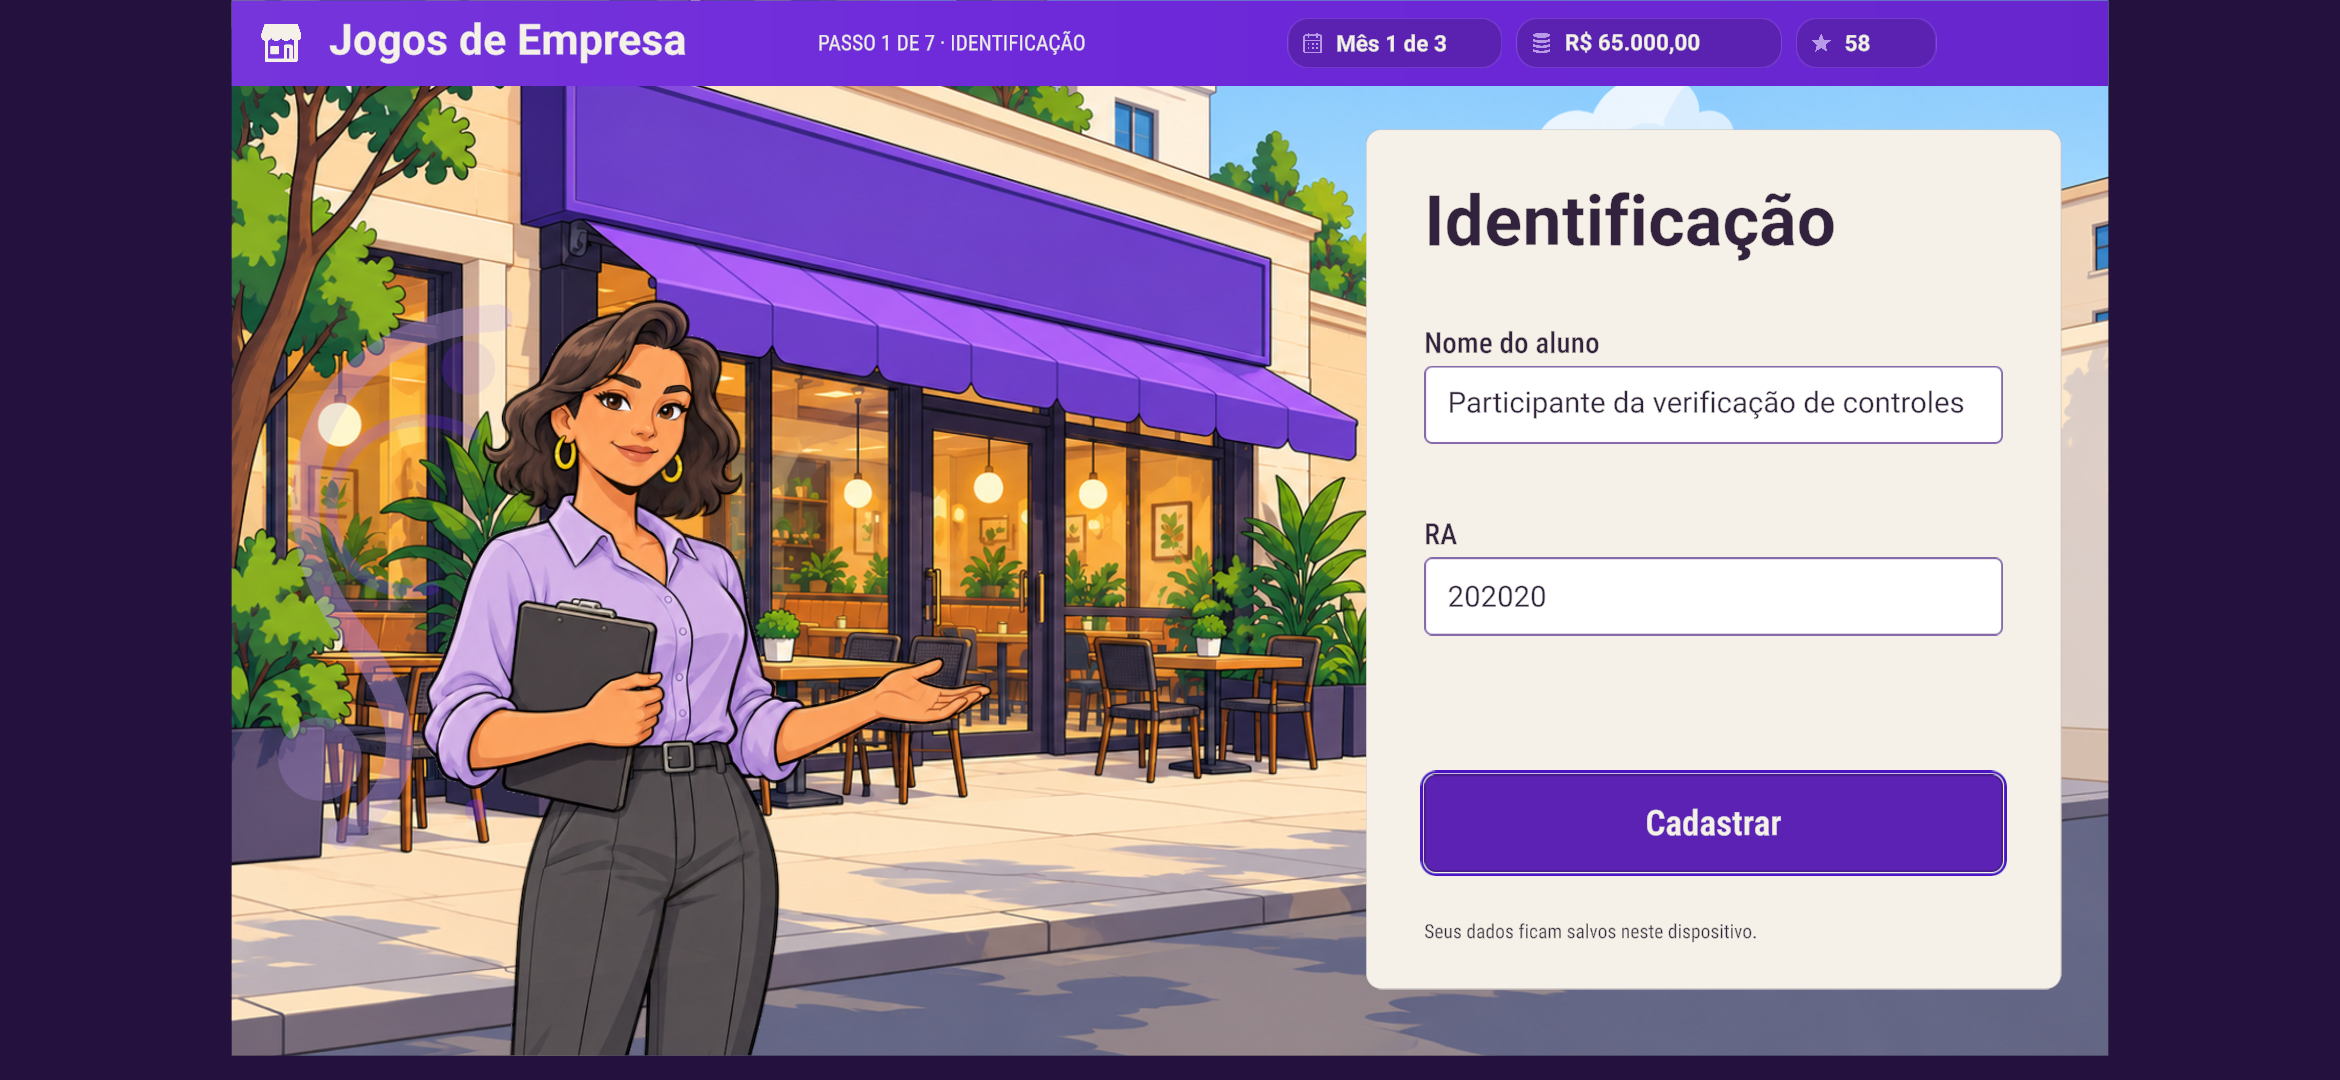 Jogos de Empresa
PASSO 1 DE 7 · IDENTIFICAÇÃO
Mês 1 de 3
R$ 65.000,00
58
Identificação
Nome do aluno
Participante da verificação de controles
RA
202020
Cadastrar
Seus dados ficam salvos neste dispositivo.